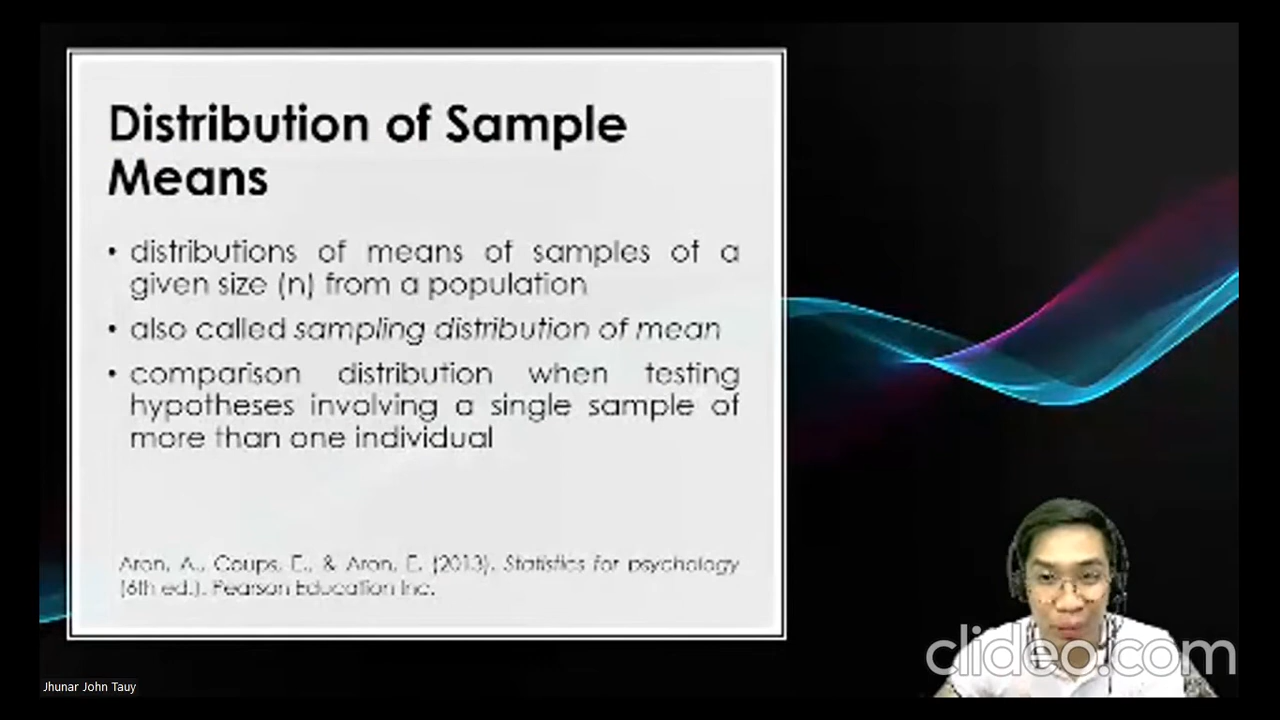 Distribution of Sample
Means
• distributions of means of samples of a
given size (n) from a population
• also called sampling distribution of mean
• comparison distribution when testing
hypotheses involving a single sample of
more than one individual
Aron, A., Coups, E., & Aron, E. (2013). Statistics for psychology
(6th ed.). Pearson Education Inc.
clideo.com
Jhunar John Tauy